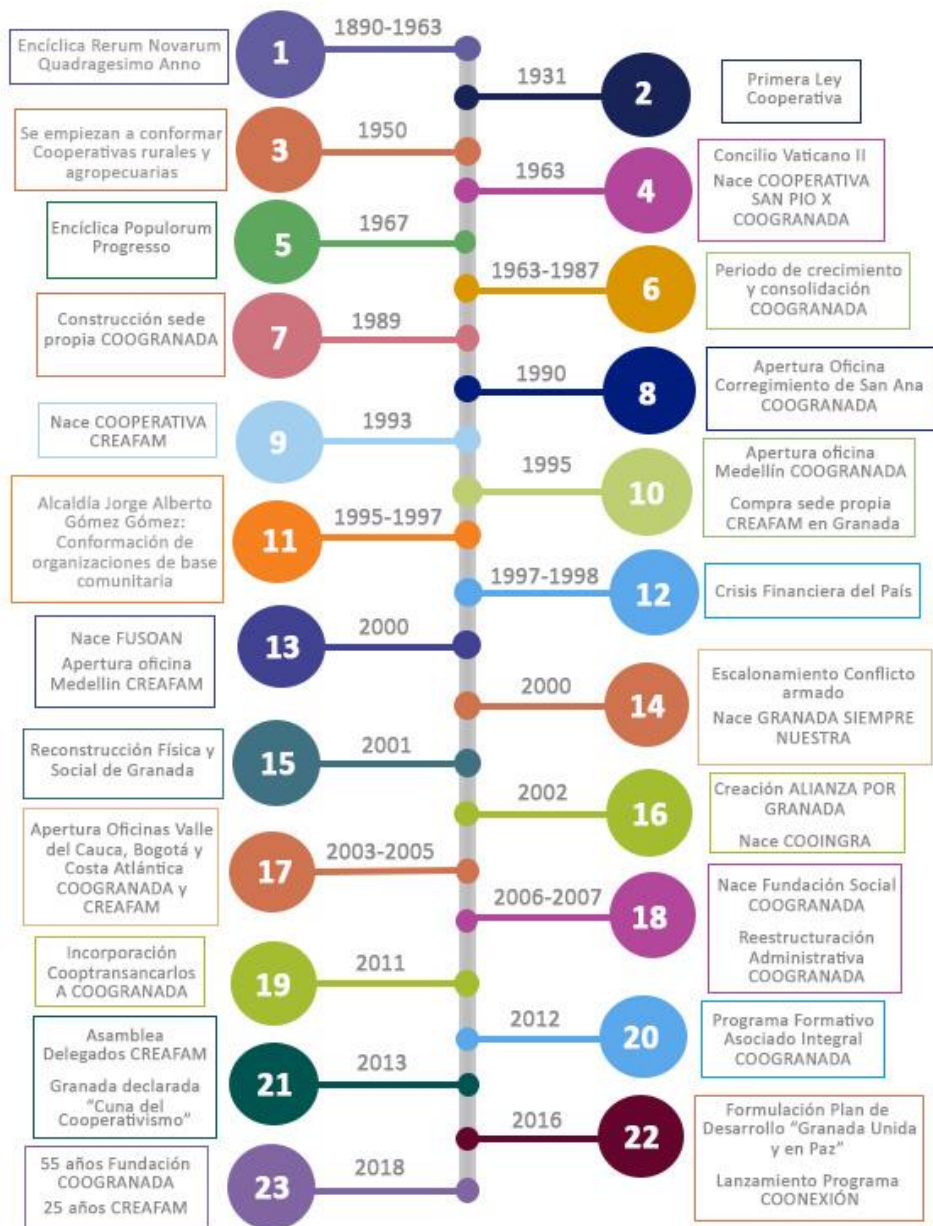 1890-1963
1
Encíclica Rerum Novarum
Quadragesimo Anno
1931
2
Primera Ley
Cooperativa
Se empiezan a conformar
Cooperativas rurales y
agropecuarias
3
1950
1963
4
Concilio Vaticano II
Nace COOPERATIVA
SAN PIO X
COOGRANADA
Encíclica Populorum
Progresso
5
1967
1963-1987
6
Periodo de crecimiento
y consolidación
COOGRANADA
Construcción sede
propia COOGRANADA
7
1989
1990
8
Apertura Oficina
Corregimiento de San Ana
COOGRANADA
Nace COOPERATIVA
CREAFAM
9
1993
1995
10
Apertura oficina
Medellín COOGRANADA
Compra sede propia
CREAFAM en Granada
Alcaldía Jorge Alberto
Gómez Gómez:
Conformación de
organizaciones de base
comunitaria
11
1995-1997
1997-1998
12
Crisis Financiera del País
Nace FUSOAN
Apertura oficina
Medellin CREAFAM
13
2000
2000
14
Escalonamiento Conflicto
armado
Nace GRANADA SIEMPRE
NUESTRA
Reconstrucción Física y
Social de Granada
15
2001
2002
16
Creación ALIANZA POR
GRANADA
Nace COOINGRA
Apertura Oficinas Valle
del Cauca, Bogotá y
Costa Atlántica
COOGRANADA y
CREAFAM
17
2003-2005
2006-2007
18
Nace Fundación Social
COOGRANADA
Reestructuración
Administrativa
COOGRANADA
Incorporación
Cooptransancarlos
A COOGRANADA
19
2011
2012
20
Programa Formativo
Asociado Integral
COOGRANADA
Asamblea
Delegados CREAFAM
Granada declarada
“Cuna del
Cooperativismo”
21
2013
2016
22
Formulación Plan de
Desarrollo “Granada Unida
y en Paz”
Lanzamiento Programa
COONEXIÓN
55 años Fundación
COOGRANADA
25 años CREAFAM
23
2018